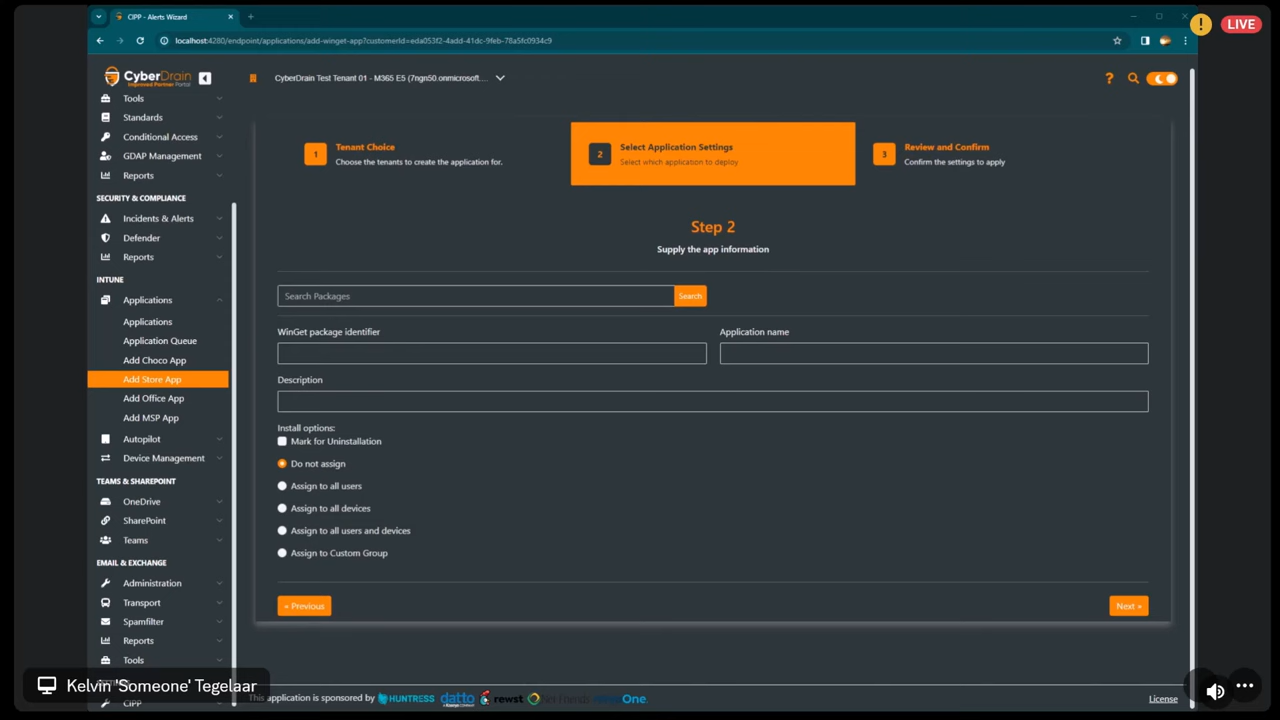 CIPP - Alerts Wizard
LIVE
localhost:4280/endpoint/applications/add-winget-app?customerId=eda053f2-4add-41dc-9feb-78a5fc0934c9
CyberDrain
Improved Partner Portal
CyberDrain Test Tenant 01 - M365 E5 (7ngn50.onmicrosoft....
Tools
Standards
Conditional Access
GDAP Management
Reports
SECURITY & COMPLIANCE
Incidents & Alerts
Defender
Reports
INTUNE
Applications
Applications
Application Queue
Add Choco App
Add Store App
Add Office App
Add MSP App
Autopilot
Device Management
TEAMS & SHAREPOINT
OneDrive
SharePoint
Teams
EMAIL & EXCHANGE
Administration
Transport
Spamfilter
Reports
Tools
CIPP
1
Tenant Choice
Choose the tenants to create the application for.
2
Select Application Settings
Select which application to deploy
3
Review and Confirm
Confirm the settings to apply
Step 2
Supply the app information
Search Packages
Search
WinGet package identifier
Application name
Description
Install options:
Mark for Uninstallation
Do not assign
Assign to all users
Assign to all devices
Assign to all users and devices
Assign to Custom Group
« Previous
Next »
This application is sponsored by HUNTRESS datto rewst Net Friends One.
License
Kelvin 'Someone' Tegelaar